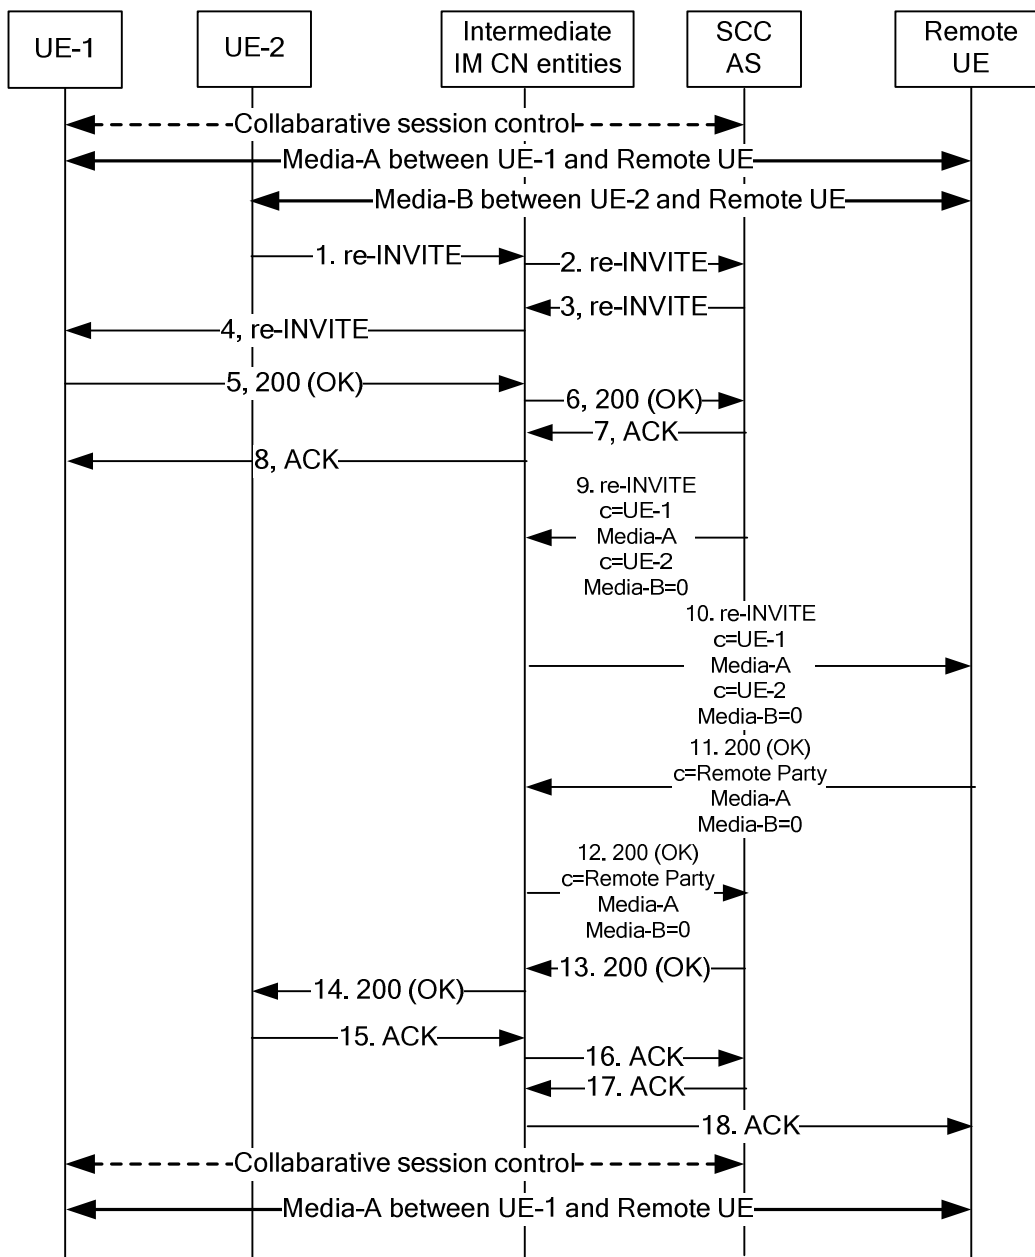 UE-1
UE-2
Intermediate
IM CN entities
SCC
AS
Remote
UE
Collabarative session control
Media-A between UE-1 and Remote UE
Media-B between UE-2 and Remote UE
1. re-INVITE
2. re-INVITE
3, re-INVITE
4, re-INVITE
5, 200 (OK)
6, 200 (OK)
7, ACK
8, ACK
9. re-INVITE
c=UE-1
Media-A
c=UE-2
Media-B=0
10. re-INVITE
c=UE-1
Media-A
c=UE-2
Media-B=0
11. 200 (OK)
c=Remote Party
Media-A
Media-B=0
12. 200 (OK)
c=Remote Party
Media-A
Media-B=0
13. 200 (OK)
14. 200 (OK)
15. ACK
16. ACK
17. ACK
18. ACK
Collabarative session control
Media-A between UE-1 and Remote UE